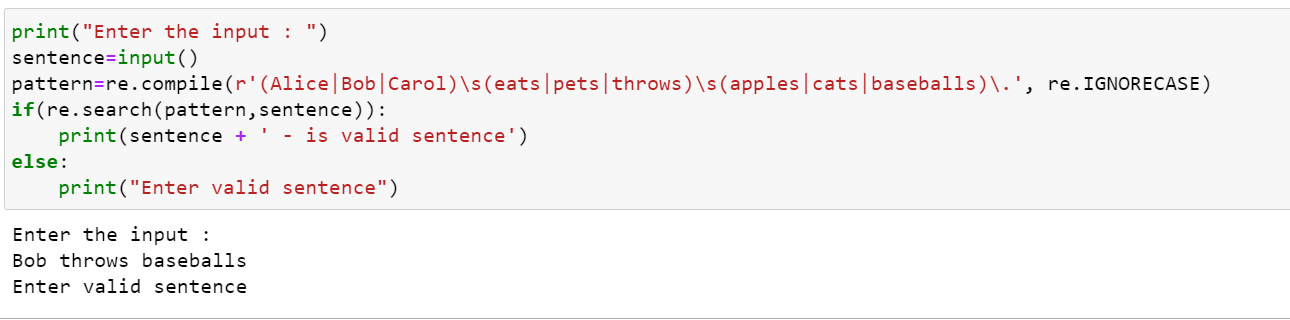 print("Enter the input : ")
sentence=input()
pattern=re.compile(r'(Alice|Bob|Carol)\s(eats|pets|throws)\s(apples|cats|baseballs)\.', re.IGNORECASE)
if(re.search(pattern,sentence)):
    print(sentence + ' - is valid sentence')
else:
    print("Enter valid sentence")
Enter the input :
Bob throws baseballs
Enter valid sentence